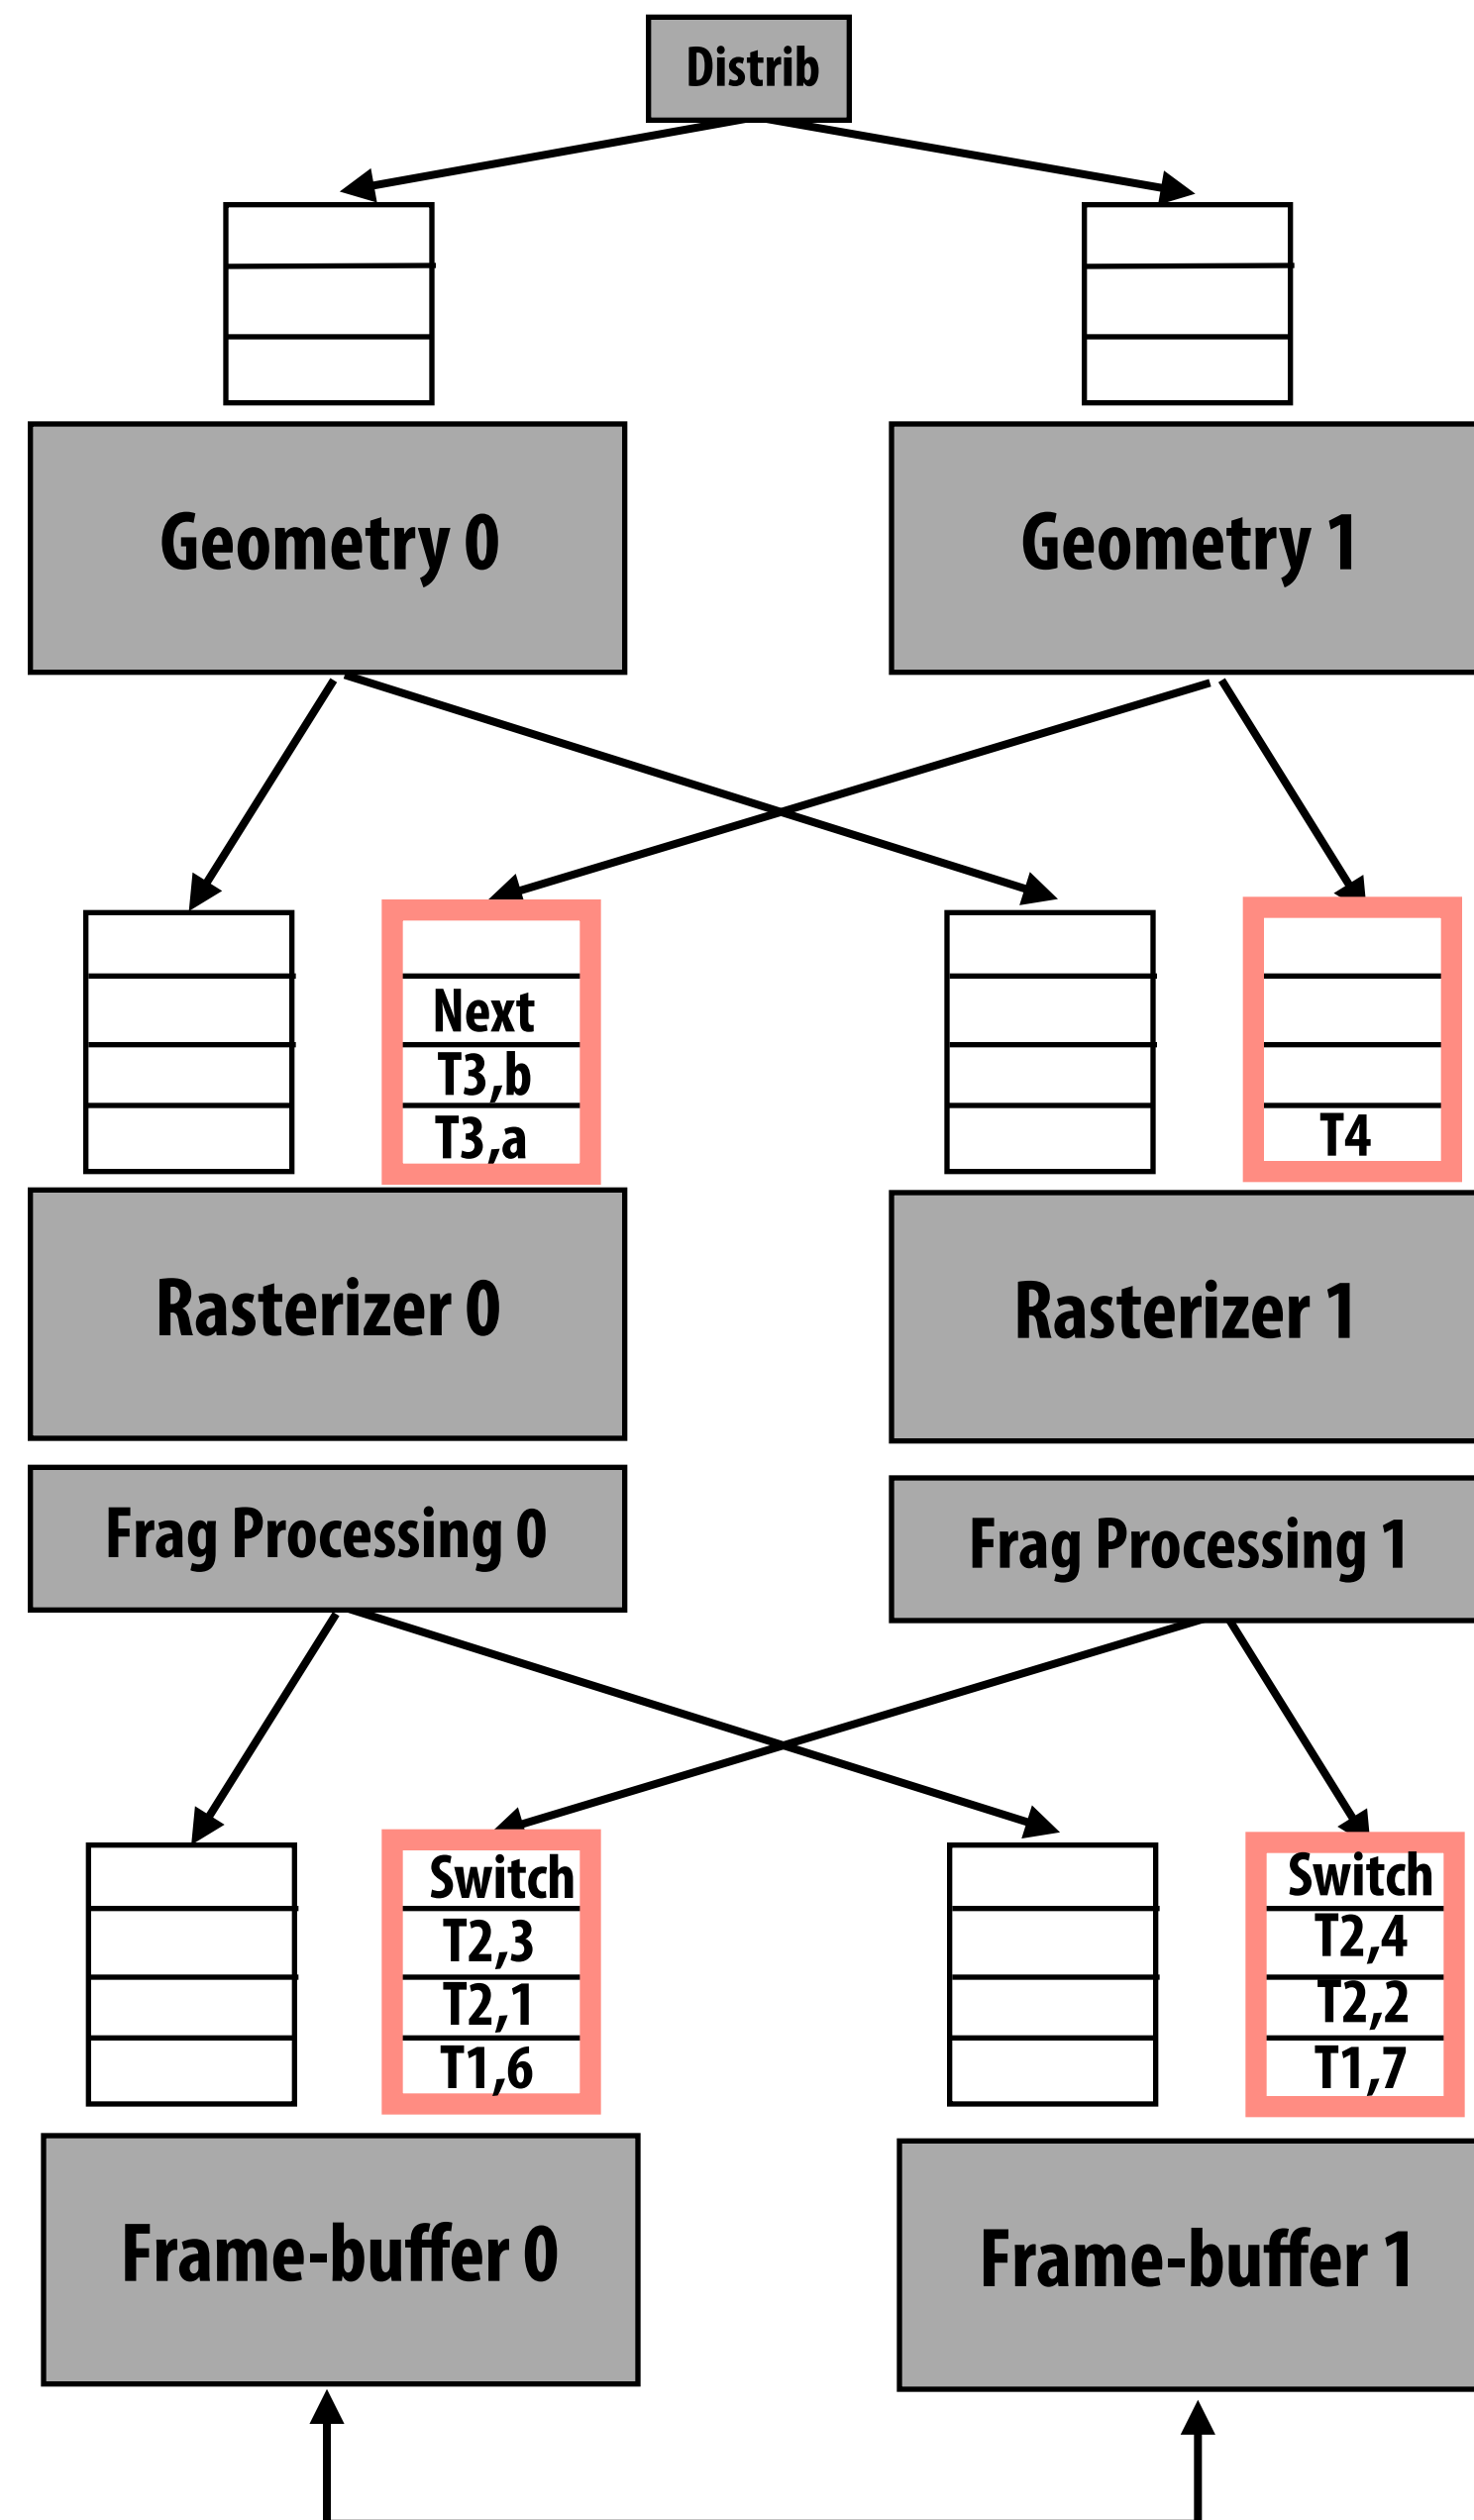 Distrib
Geometry 0
Geometry 1
Next
T3,b
T3,a
T4
Rasterizer 0
Rasterizer 1
Frag Processing 0
Frag Processing 1
Switch
T2,3
T2,1
T1,6
Switch
T2,4
T2,2
T1,7
Frame-buffer 0
Frame-buffer 1